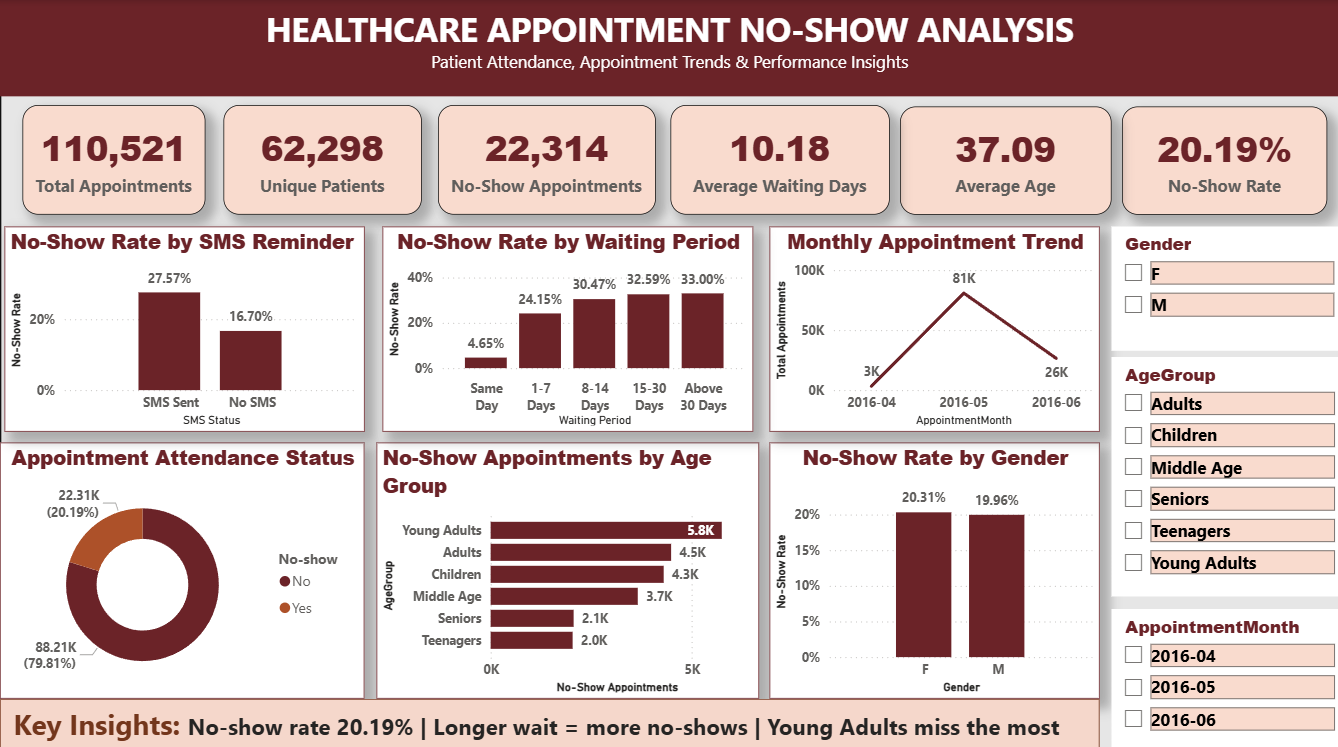 HEALTHCARE APPOINTMENT NO-SHOW ANALYSIS
Patient Attendance, Appointment Trends & Performance Insights
110,521
Total Appointments
62,298
Unique Patients
22,314
No-Show Appointments
10.18
Average Waiting Days
37.09
Average Age
20.19%
No-Show Rate
No-Show Rate by SMS Reminder
No-Show Rate
20%
0%
27.57%
16.70%
SMS Sent
No SMS
SMS Status
No-Show Rate by Waiting Period
No-Show Rate
40%
20%
0%
4.65%
24.15%
30.47%
32.59%
33.00%
Same
Day
1-7
Days
8-14
Days
15-30
Days
Above
30 Days
Waiting Period
Monthly Appointment Trend
Total Appointments
100K
50K
0K
3K
81K
26K
2016-04
2016-05
2016-06
AppointmentMonth
Gender
F
M
AgeGroup
Adults
Children
Middle Age
Seniors
Teenagers
Young Adults
Appointment Attendance Status
22.31K
(20.19%)
88.21K
(79.81%)
No-show
No
Yes
No-Show Appointments by Age
Group
AgeGroup
Young Adults
5.8K
Adults
4.5K
Children
4.3K
Middle Age
3.7K
Seniors
2.1K
Teenagers
2.0K
0K
5K
No-Show Appointments
No-Show Rate by Gender
No-Show Rate
20%
15%
10%
5%
0%
20.31%
19.96%
F
M
Gender
AppointmentMonth
2016-04
2016-05
2016-06
Key Insights: No-show rate 20.19% | Longer wait = more no-shows | Young Adults miss the most